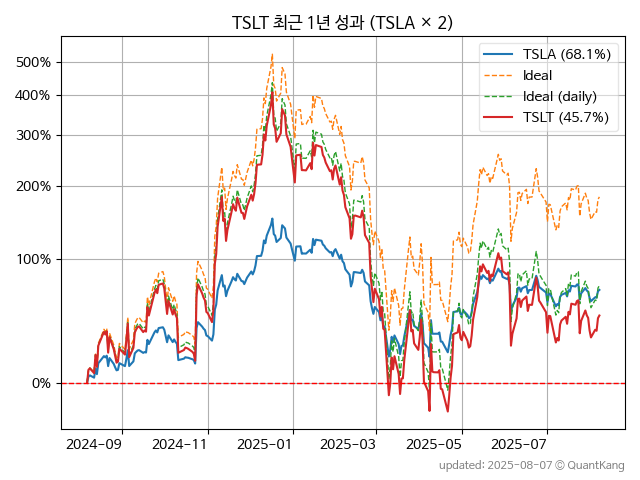 TSLT 최근 1년 성과 (TSLA × 2)
500%
400%
300%
200%
100%
0%
TSLA (68.1%)
Ideal
Ideal (daily)
TSLT (45.7%)
2024-09
2024-11
2025-01
2025-03
2025-05
2025-07
updated: 2025-08-07 © QuantKang